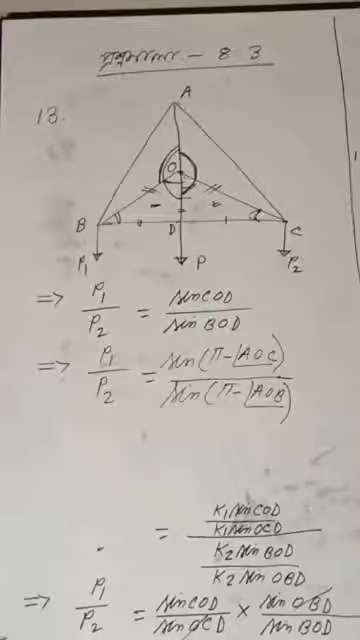 প্রশ্নমালা - 8 3
13.
A
O
B D C
P₁ P P₂
=> P₁/P₂ = sin COD / sin BOD
=> P₁/P₂ = sin(π-∠AOC) / sin(π-∠AOB)
= (K₁ sin COD / K₁ sin OCD) / (K₂ sin BOD / K₂ sin OBD)
=> P₁/P₂ = sin COD / sin OCD × sin OBD / sin BOD